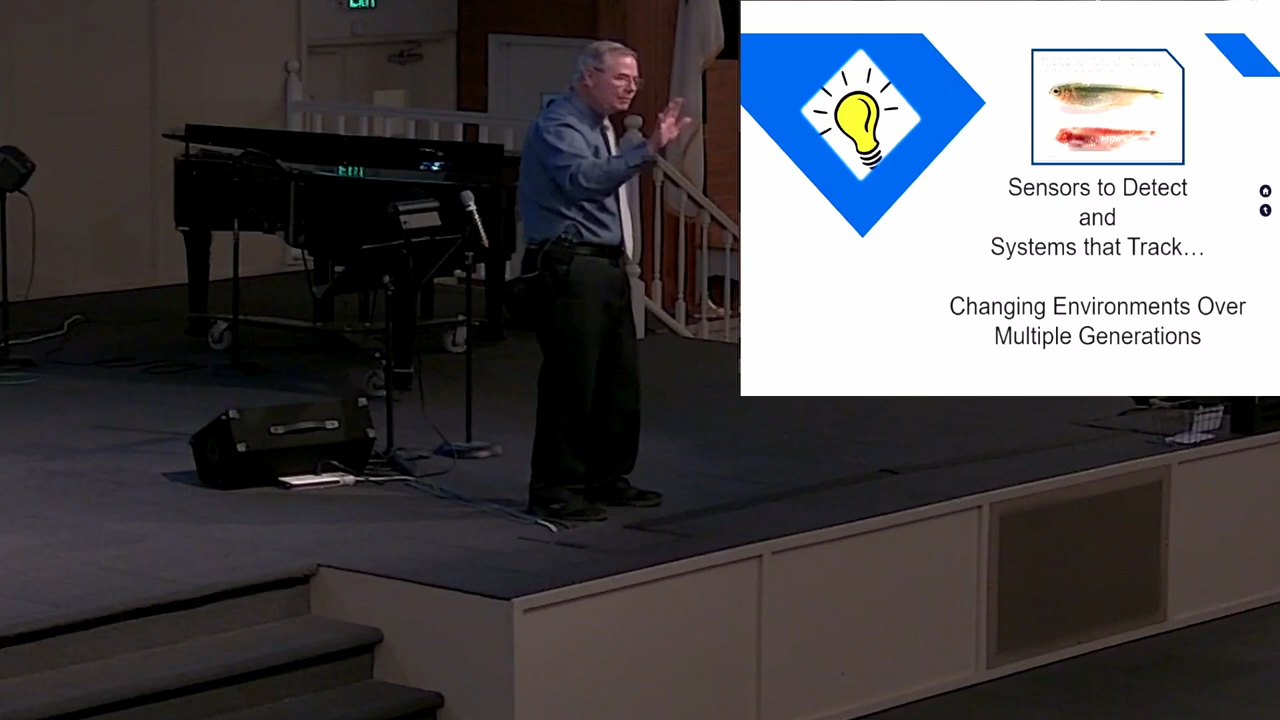 Sensors to Detect
and
Systems that Track…
Changing Environments Over
Multiple Generations